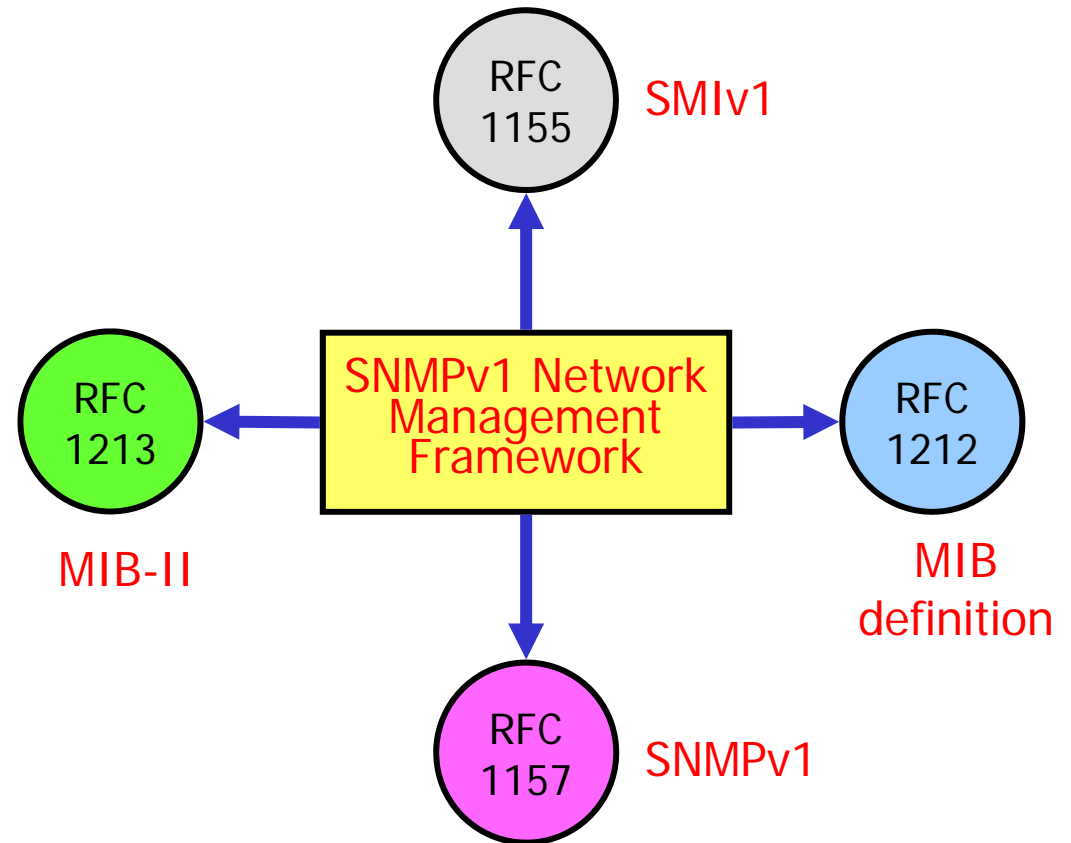 RFC
1155
SMIv1
SNMPv1 Network
Management
Framework
RFC
1213
MIB-II
RFC
1212
MIB
definition
RFC
1157
SNMPv1